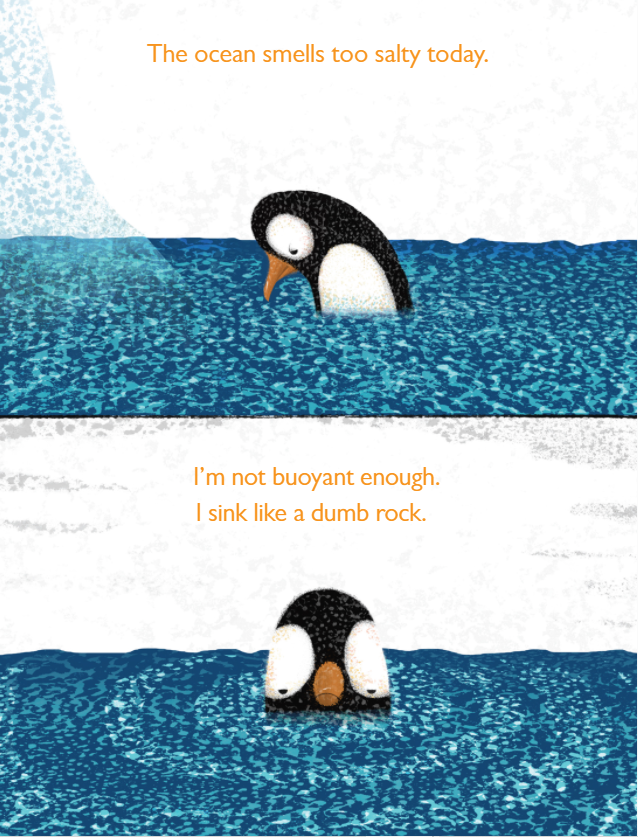 The ocean smells too salty today.
I’m not buoyant enough.
I sink like a dumb rock.